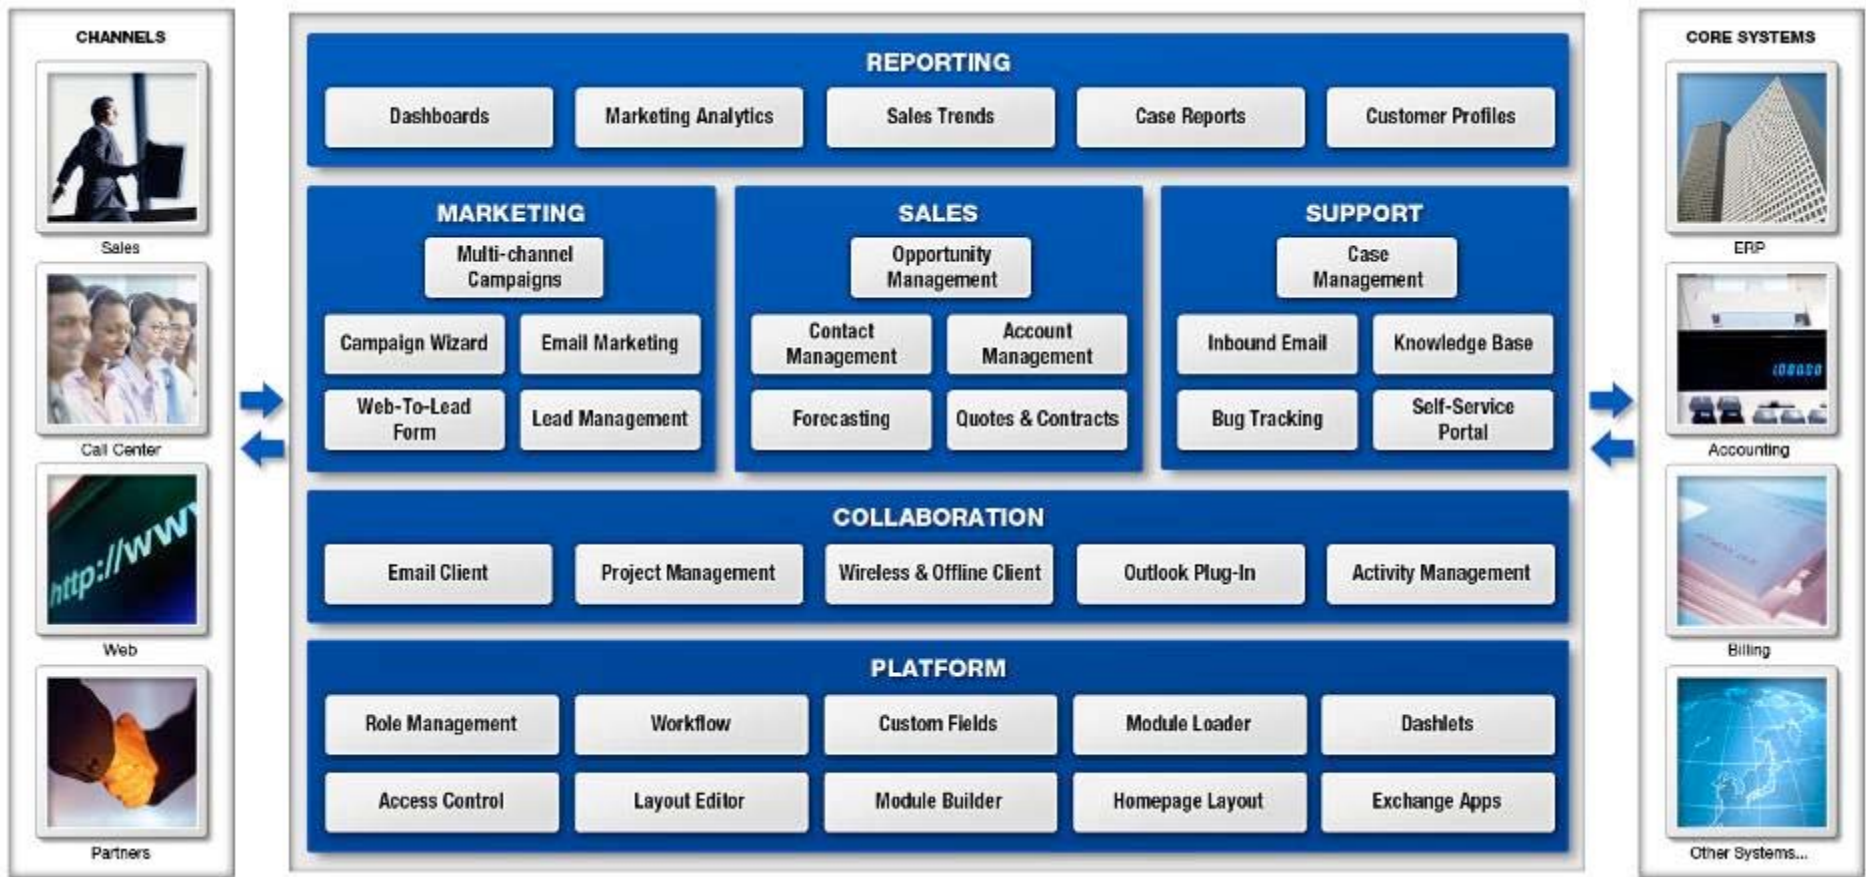 CHANNELS
Sales
Call Center
http://www
Web
Partners
REPORTING
Dashboards
Marketing Analytics
Sales Trends
Case Reports
Customer Profiles
MARKETING
Multi-channel
Campaigns
Campaign Wizard
Email Marketing
Web-To-Lead
Form
Lead Management
SALES
Opportunity
Management
Contact
Management
Account
Management
Forecasting
Quotes & Contracts
SUPPORT
Case
Management
Inbound Email
Knowledge Base
Bug Tracking
Self-Service
Portal
COLLABORATION
Email Client
Project Management
Wireless & Offline Client
Outlook Plug-In
Activity Management
PLATFORM
Role Management
Workflow
Custom Fields
Module Loader
Dashlets
Access Control
Layout Editor
Module Builder
Homepage Layout
Exchange Apps
CORE SYSTEMS
ERP
Accounting
Billing
Other Systems...